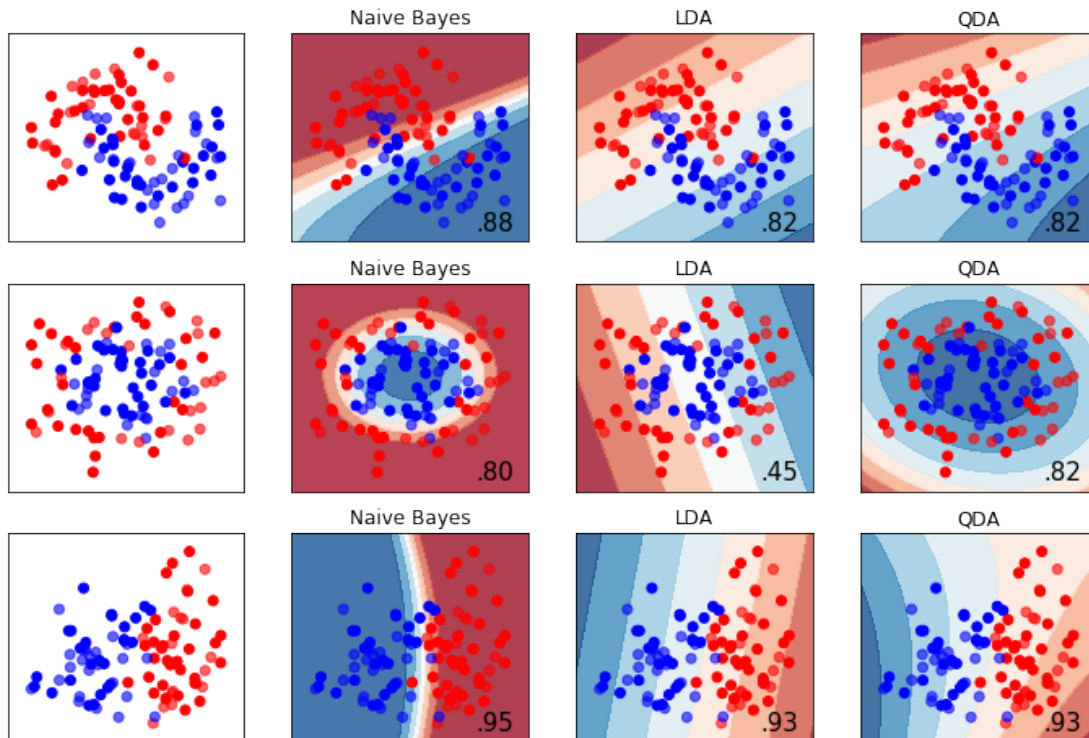 Naive Bayes
LDA
QDA
.88
.82
.82
Naive Bayes
LDA
QDA
.80
.45
.82
Naive Bayes
LDA
QDA
.95
.93
.93